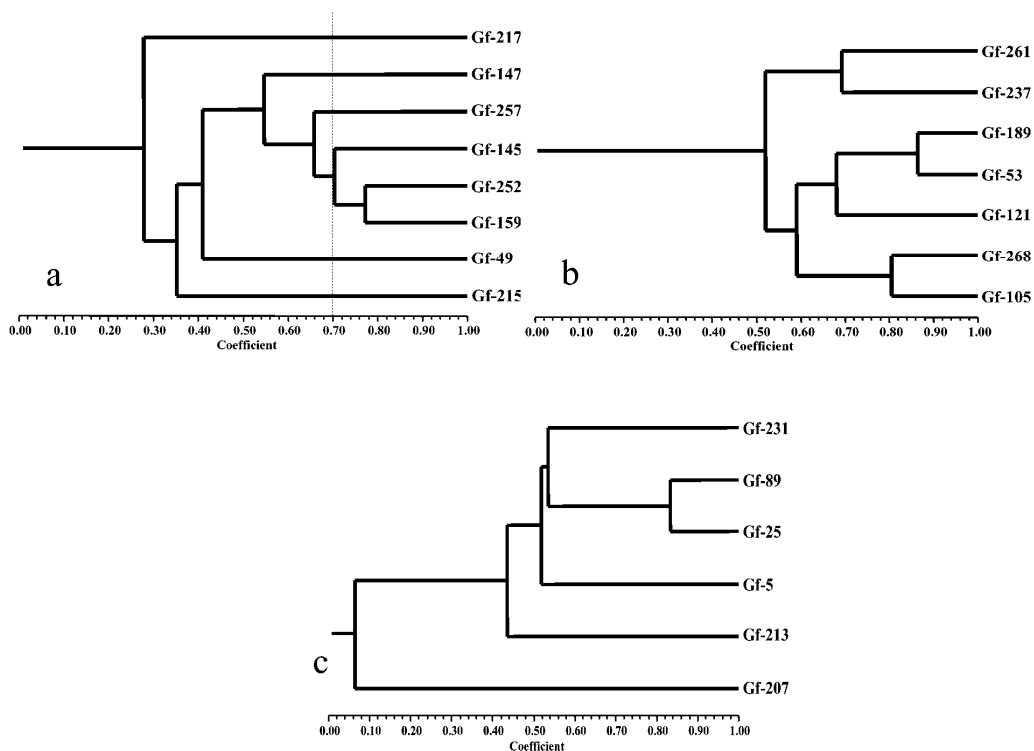 Gf-217
Gf-147
Gf-257
Gf-145
Gf-252
Gf-159
Gf-49
Gf-215
a
0.00 0.10 0.20 0.30 0.40 0.50 0.60 0.70 0.80 0.90 1.00
Coefficient
Gf-261
Gf-237
Gf-189
Gf-53
Gf-121
Gf-268
Gf-105
b
0.00 0.10 0.20 0.30 0.40 0.50 0.60 0.70 0.80 0.90 1.00
Coefficient
Gf-231
Gf-89
Gf-25
Gf-5
Gf-213
Gf-207
c
0.00 0.10 0.20 0.30 0.40 0.50 0.60 0.70 0.80 0.90 1.00
Coefficient